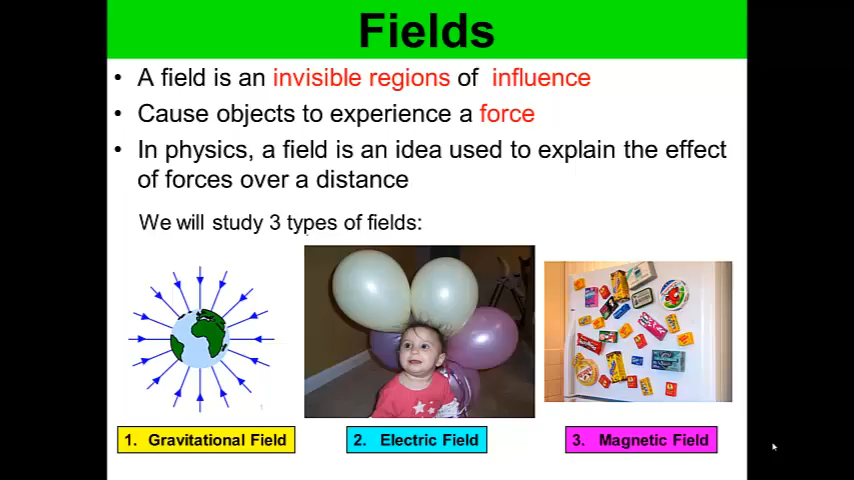 Fields
• A field is an invisible regions of influence
• Cause objects to experience a force
• In physics, a field is an idea used to explain the effect
of forces over a distance
We will study 3 types of fields:
1. Gravitational Field
2. Electric Field
3. Magnetic Field